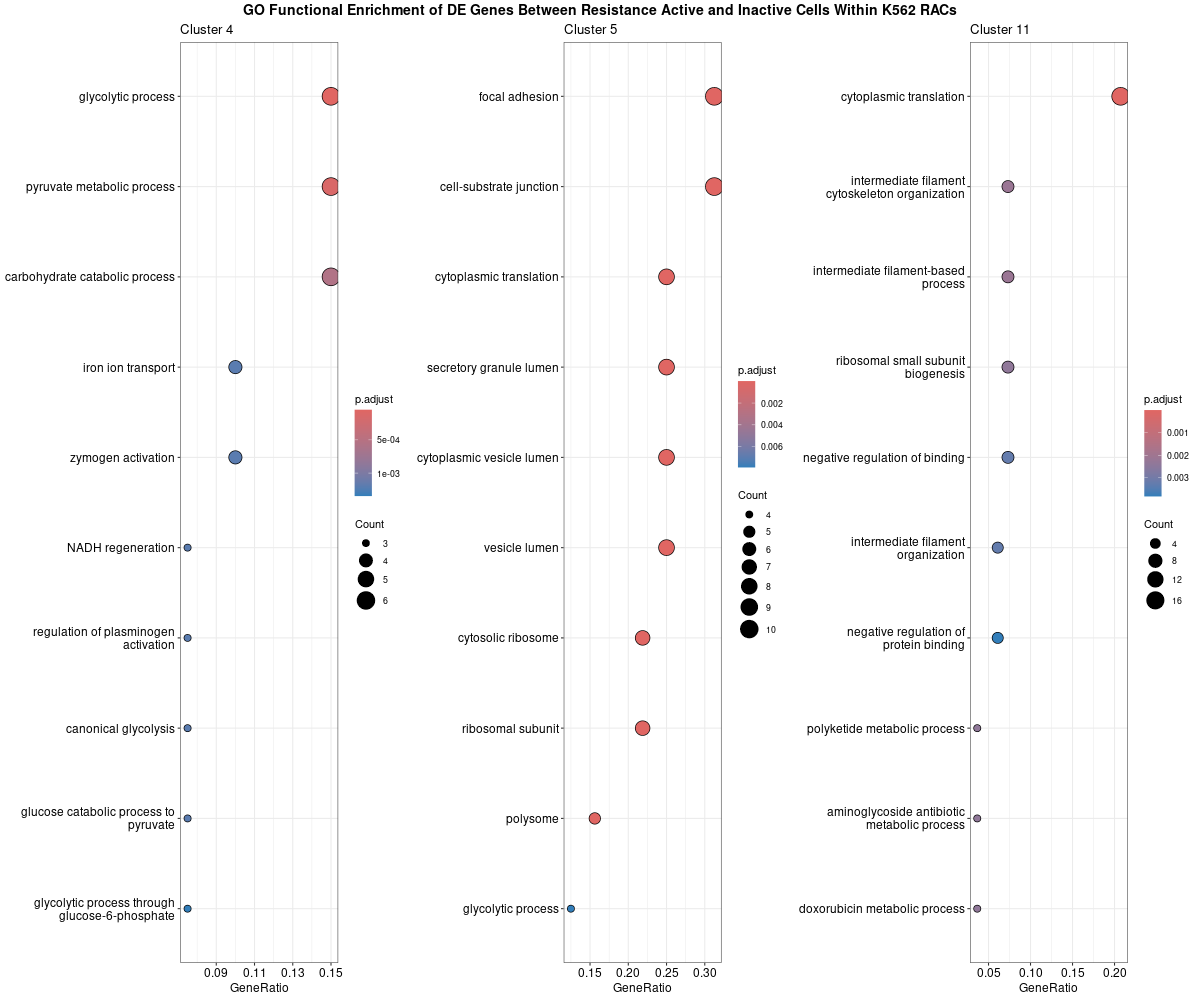 GO Functional Enrichment of DE Genes Between Resistance Active and Inactive Cells Within K562 RACs
Cluster 4
glycolytic process
pyruvate metabolic process
carbohydrate catabolic process
iron ion transport
zymogen activation
NADH regeneration
regulation of plasminogen
activation
canonical glycolysis
glucose catabolic process to
pyruvate
glycolytic process through
glucose-6-phosphate
0.09 0.11 0.13 0.15
GeneRatio
p.adjust
5e-04
1e-03
Count
3
4
5
6
Cluster 5
focal adhesion
cell-substrate junction
cytoplasmic translation
secretory granule lumen
cytoplasmic vesicle lumen
vesicle lumen
cytosolic ribosome
ribosomal subunit
polysome
glycolytic process
0.15 0.20 0.25 0.30
GeneRatio
p.adjust
0.002
0.004
0.006
Count
4
5
6
7
8
9
10
Cluster 11
cytoplasmic translation
intermediate filament
cytoskeleton organization
intermediate filament-based
process
ribosomal small subunit
biogenesis
negative regulation of binding
intermediate filament
organization
negative regulation of
protein binding
polyketide metabolic process
aminoglycoside antibiotic
metabolic process
doxorubicin metabolic process
0.05 0.10 0.15 0.20
GeneRatio
p.adjust
0.001
0.002
0.003
Count
4
8
12
16